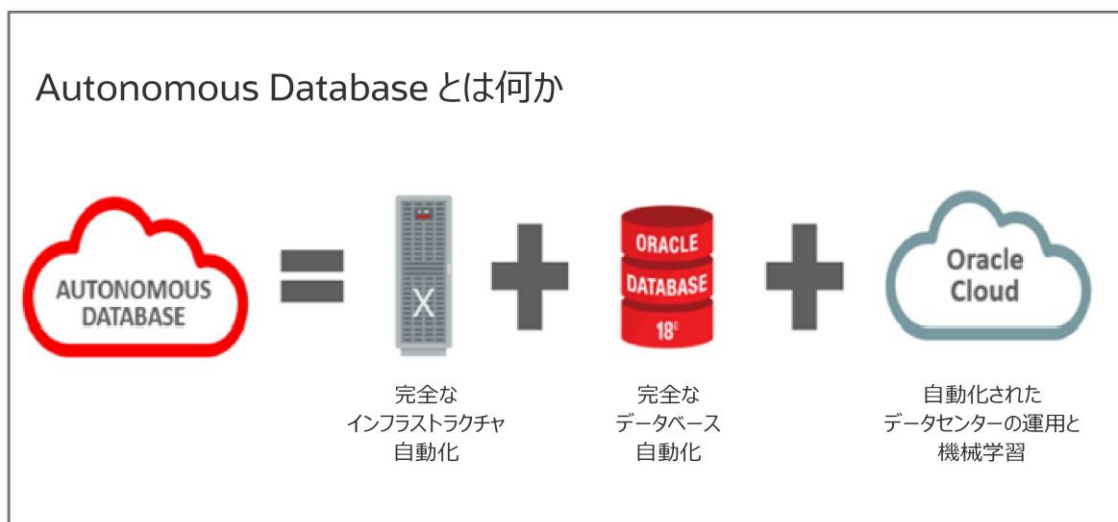 Autonomous Database とは何か
AUTONOMOUS
DATABASE
X
ORACLE
DATABASE
18c
Oracle
Cloud
完全な
インフラストラクチャ
自動化
完全な
データベース
自動化
自動化された
データセンターの運用と
機械学習